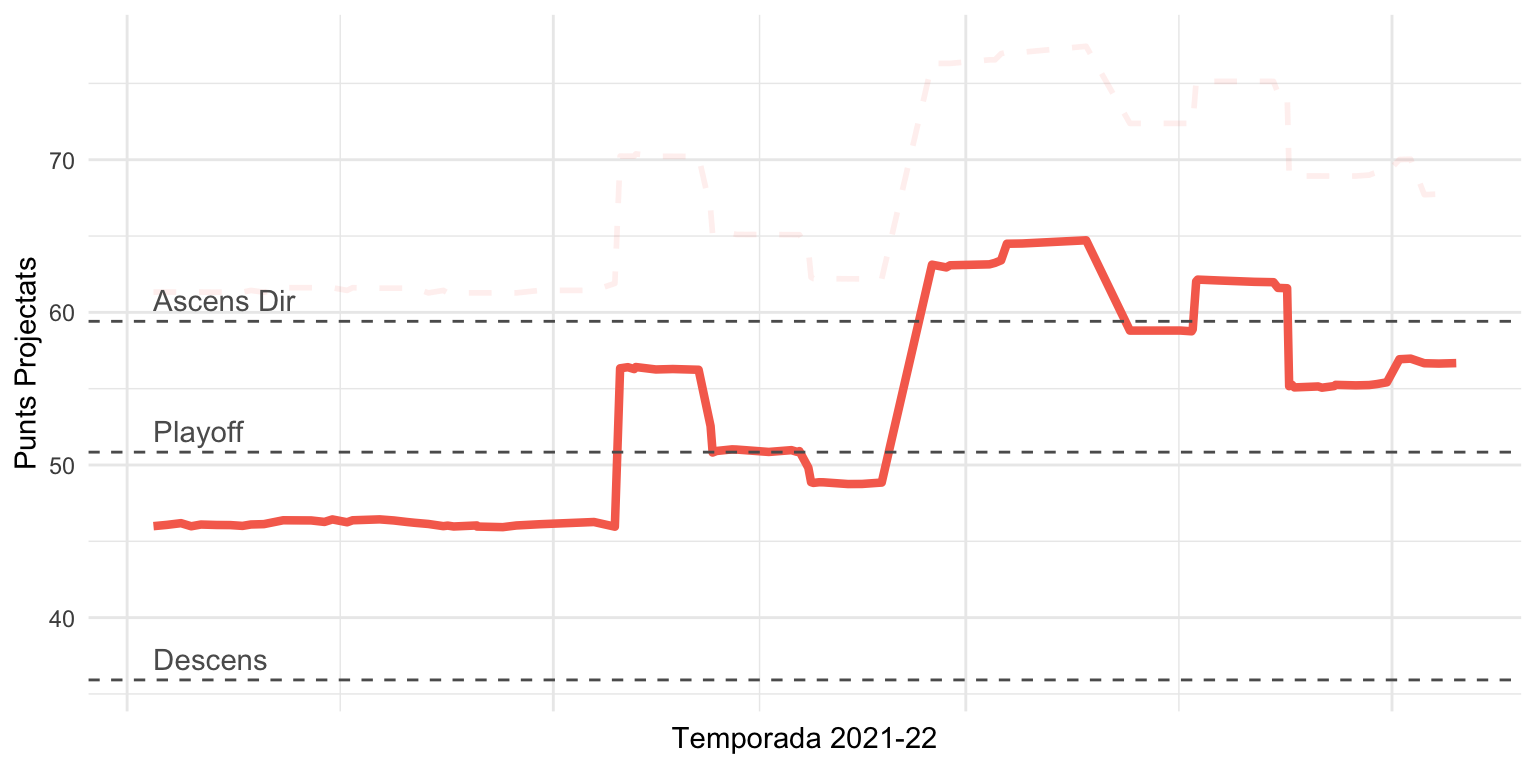 70
Ascens Dir
60
Playoff
50
40
Descens
Punts Projectats
Temporada 2021-22